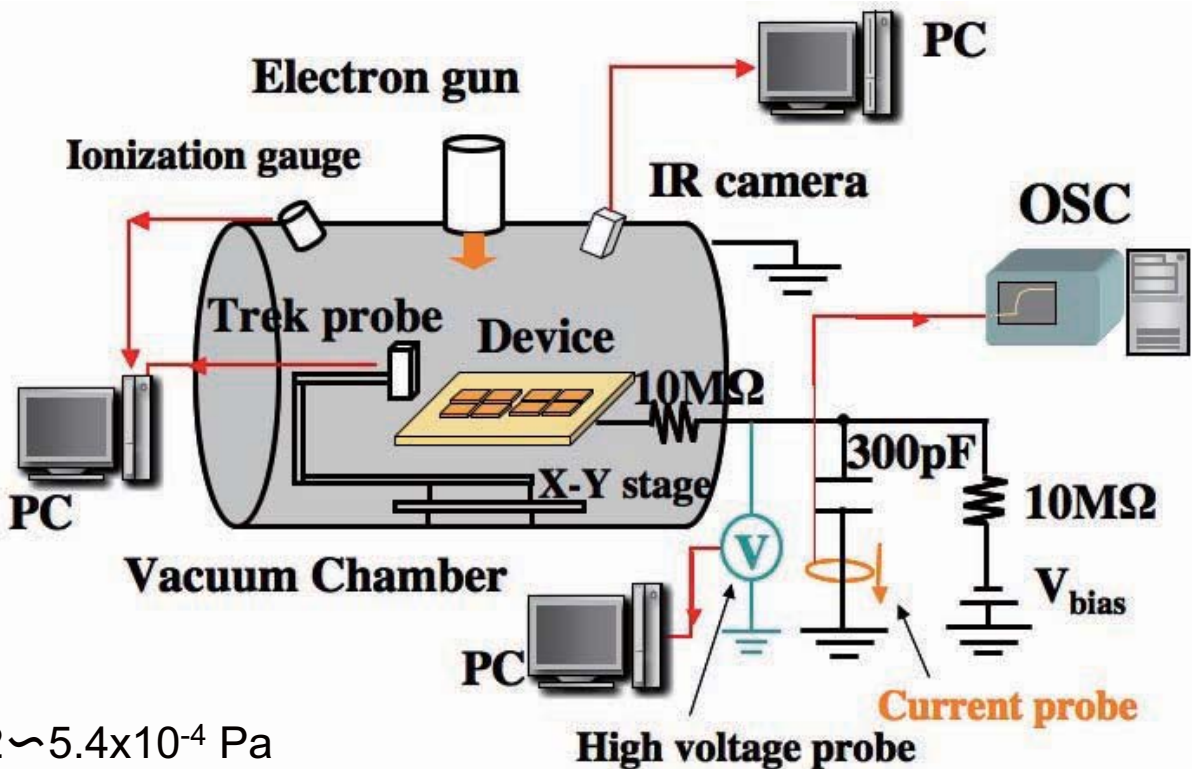 PC
Electron gun
Ionization gauge
IR camera
OSC
Trek probe
Device
10MΩ
300pF
X-Y stage
10MΩ
PC
V
Vacuum Chamber
V_bias
PC
Current probe
2〜5.4x10⁻⁴ Pa
High voltage probe